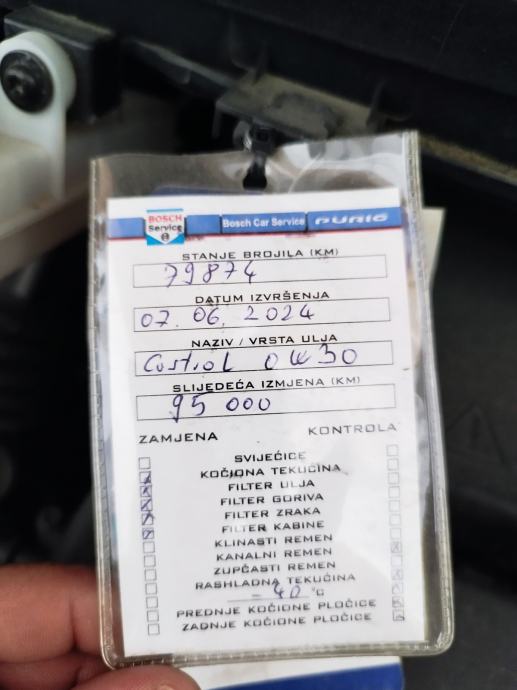 BOSCH
Service
Bosch Car Service
STANJE BROJILA (KM)
79874
DATUM IZVRŠENJA
07. 06. 2024
NAZIV / VRSTA ULJA
Castrol 0W30
SLIJEDEĆA IZMJENA (KM)
95 000
ZAMJENA KONTROLA
SVIJEĆICE
KOČIONA TEKUĆINA
FILTER ULJA
FILTER GORIVA
FILTER ZRAKA
FILTER KABINE
KLINASTI REMEN
KANALNI REMEN
ZUPČASTI REMEN
RASHLADNA TEKUĆINA
- 40 °C
PREDNJE KOČIONE PLOČICE
ZADNJE KOČIONE PLOČICE